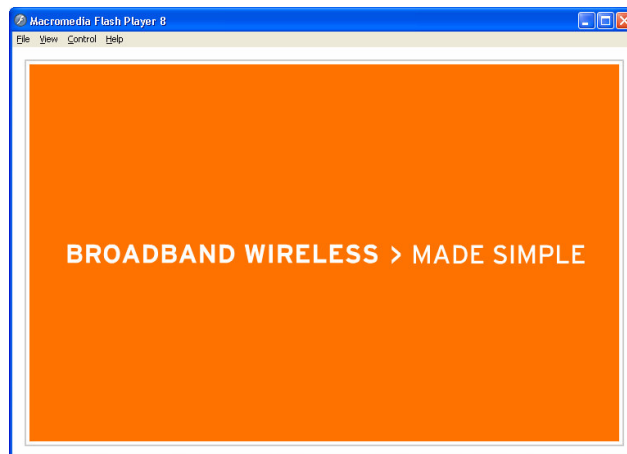 Macromedia Flash Player 8
File View Control Help
BROADBAND WIRELESS > MADE SIMPLE